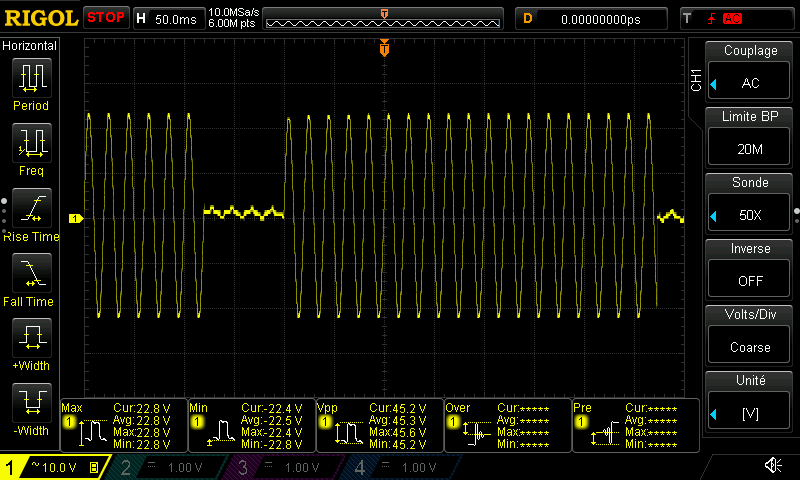 RIGOL STOP H 50.0ms 10.0MSa/s 6.00M pts T D 0.00000000ps T AC
Horizontal
Period
Freq
Rise Time
Fall Time
+Width
-Width
T
1
CH1
Couplage
AC
Limite BP
20M
Sonde
50X
Inverse
OFF
Volts/Div
Coarse
Unité
[V]
Max
1
Cur:22.8 V
Avg:22.8 V
Max:22.8 V
Min:22.8 V
Min
1
Cur:-22.4 V
Avg:-22.5 V
Max:-22.4 V
Min:-22.8 V
Vpp
1
Cur:45.2 V
Avg:45.3 V
Max:45.6 V
Min:45.2 V
Over
1
Cur:*****
Avg:*****
Max:*****
Min:*****
Pre
1
Cur:*****
Avg:*****
Max:*****
Min:*****
1 ~ 10.0 V B 2 1.00 V 3 1.00 V 4 1.00 V